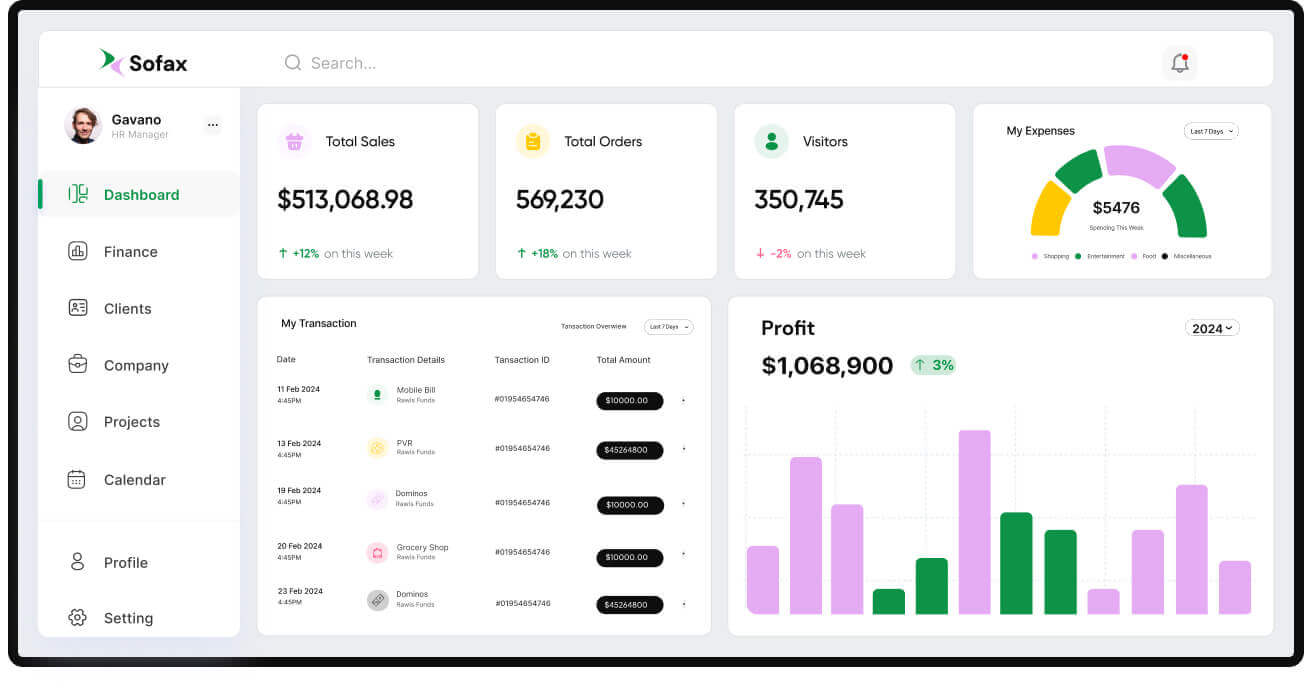 Sofax
Search...
Gavano
HR Manager
...
Dashboard
Finance
Clients
Company
Projects
Calendar
Profile
Setting
Total Sales
$513,068.98
↑ +12% on this week
Total Orders
569,230
↑ +18% on this week
Visitors
350,745
↓ -2% on this week
My Expenses
Last 7 Days
$5476
Spending This Week
Shopping Entertainment Food Miscellaneous
My Transaction
Tansaction Overview
Last 7 Days
Date Transaction Details Tansaction ID Total Amount
11 Feb 2024
4:45PM
Mobile Bill
Rawls Funds
#01954654746
$10000.00
13 Feb 2024
4:45PM
PVR
Rawls Funds
#01954654746
$45264800
19 Feb 2024
4:45PM
Dominos
Rawls Funds
#01954654746
$10000.00
20 Feb 2024
4:45PM
Grocery Shop
Rawls Funds
#01954654746
$10000.00
23 Feb 2024
4:45PM
Dominos
Rawls Funds
#01954654746
$45264800
Profit
2024
$1,068,900
↑ 3%